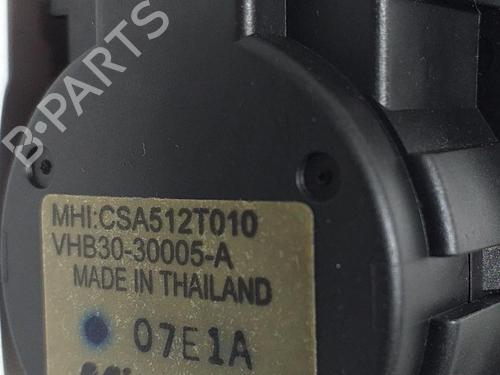 B-PARTS
MHI:CSA512T010
VHB30-30005-A
MADE IN THAILAND
07E1A